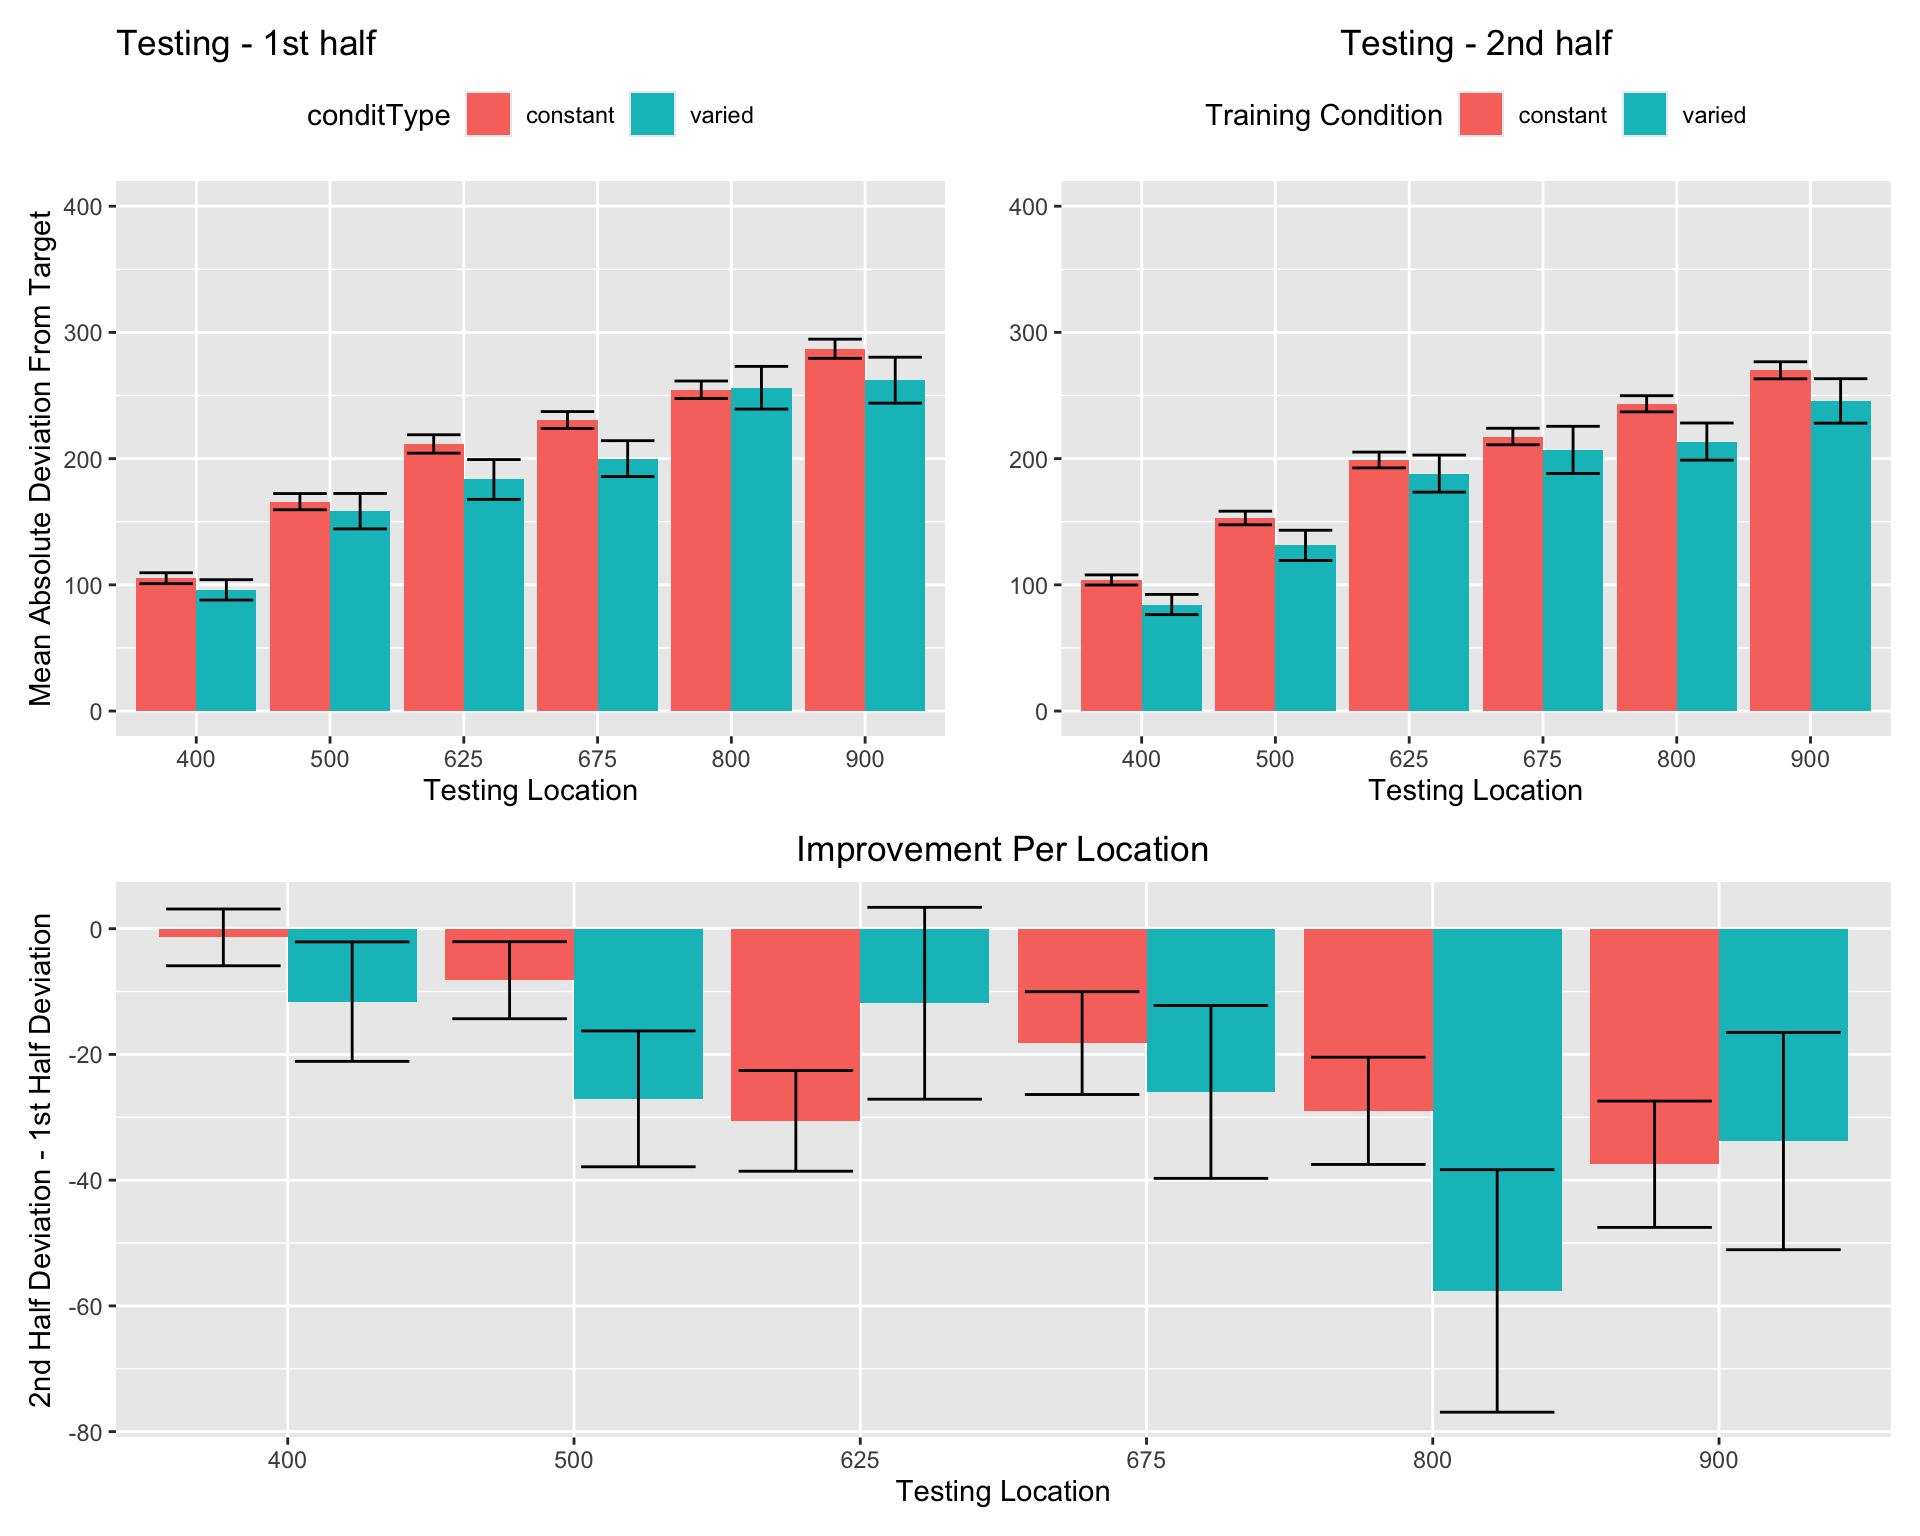 Testing - 1st half
conditType constant varied
Mean Absolute Deviation From Target
400
300
200
100
0
400 500 625 675 800 900
Testing Location
Testing - 2nd half
Training Condition constant varied
400
300
200
100
0
400 500 625 675 800 900
Testing Location
Improvement Per Location
2nd Half Deviation - 1st Half Deviation
0
-20
-40
-60
-80
400 500 625 675 800 900
Testing Location